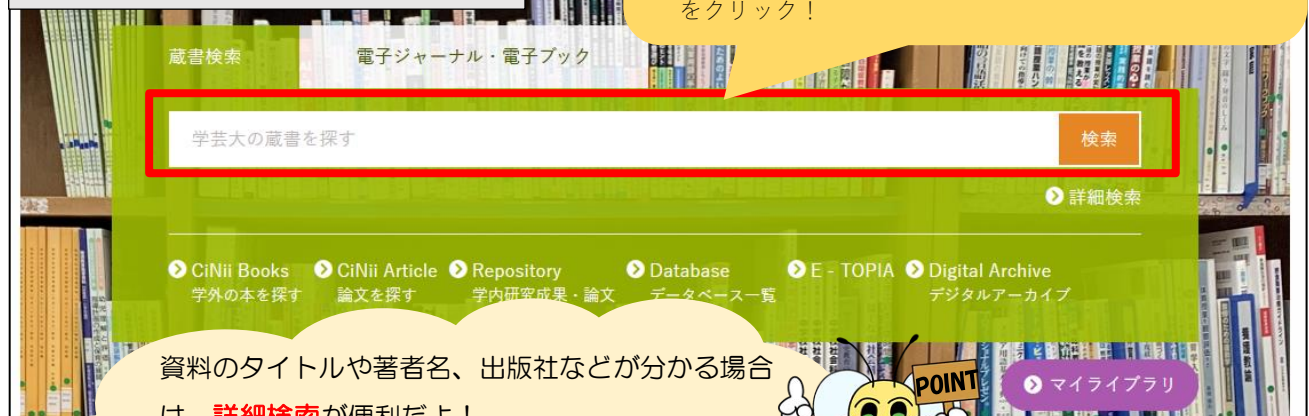 をクリック！
蔵書検索
電子ジャーナル・電子ブック
学芸大の蔵書を探す
検索
詳細検索
CiNii Books
学外の本を探す
CiNii Article
論文を探す
Repository
学内研究成果・論文
Database
データベース一覧
E - TOPIA
Digital Archive
デジタルアーカイブ
資料のタイトルや著者名、出版社などが分かる場合
は、詳細検索が便利だよ！
POINT
マイライブラリ